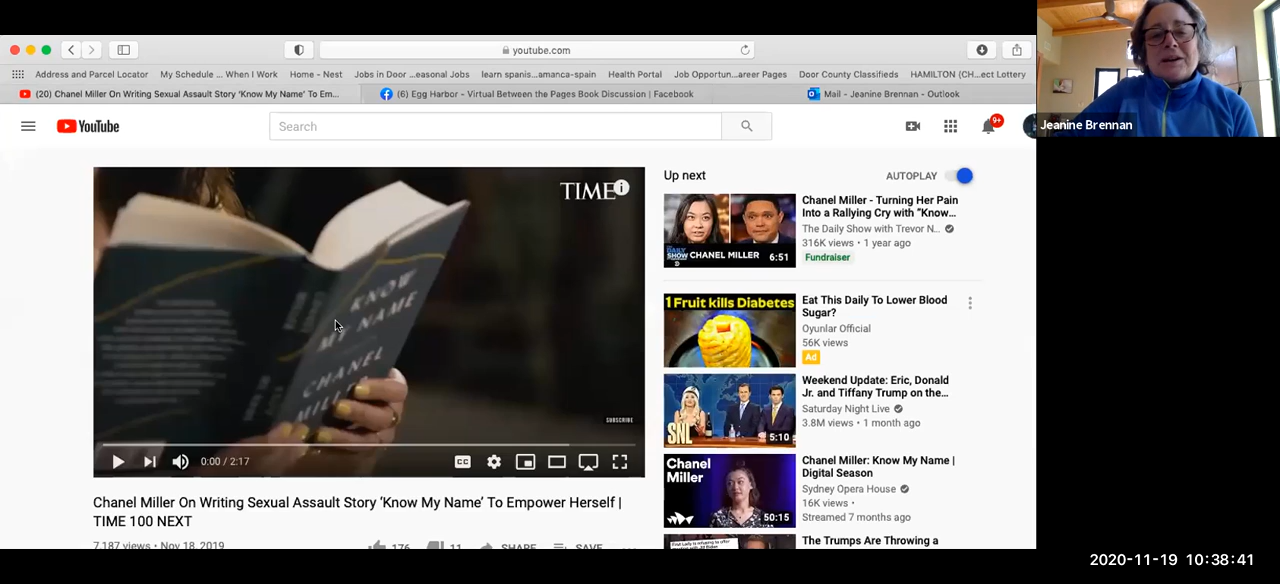 youtube.com
Address and Parcel Locator
My Schedule ... When I Work
Home - Nest
Jobs in Door ...easonal Jobs
learn spanis...amanca-spain
Health Portal
Job Opportun...areer Pages
Door County Classifieds
HAMILTON (CH...ect Lottery
(20) Chanel Miller On Writing Sexual Assault Story ‘Know My Name’ To Em...
(6) Egg Harbor - Virtual Between the Pages Book Discussion | Facebook
Mail - Jeanine Brennan - Outlook
Jeanine Brennan
YouTube
Search
9+
TIME
KNOW
MY NAME
CHANEL
SUBSCRIBE
0:00 / 2:17
CC
Chanel Miller On Writing Sexual Assault Story ‘Know My Name’ To Empower Herself |
TIME 100 NEXT
7,187 views • Nov 18, 2019
176
11
SHARE
SAVE
Up next
AUTOPLAY
THE DAILY SHOW
CHANEL MILLER
6:51
Chanel Miller - Turning Her Pain
Into a Rallying Cry with “Know...
The Daily Show with Trevor N...
316K views • 1 year ago
Fundraiser
1 Fruit kills Diabetes
Eat This Daily To Lower Blood
Sugar?
Oyunlar Official
56K views
Ad
SNL
5:10
Weekend Update: Eric, Donald
Jr. and Tiffany Trump on the...
Saturday Night Live
3.8M views • 1 month ago
Chanel
Miller
50:15
Chanel Miller: Know My Name |
Digital Season
Sydney Opera House
16K views •
Streamed 7 months ago
The Trumps Are Throwing a
2020-11-19 10:38:41